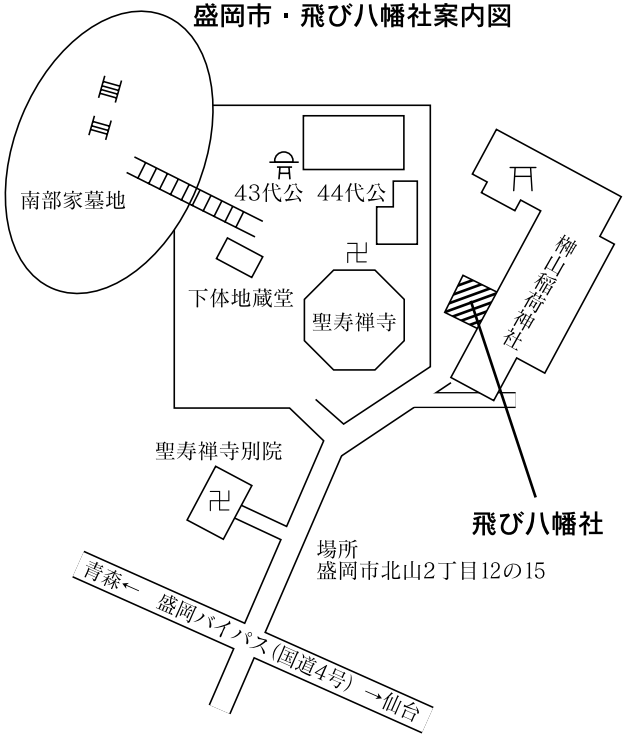 盛岡市・飛び八幡社案内図
南部家墓地
43代公
44代公
下体地蔵堂
卍
聖寿禅寺
榊山稲荷神社
聖寿禅寺別院
卍
飛び八幡社
場所
盛岡市北山2丁目12の15
青森← 盛岡バイパス(国道4号) →仙台